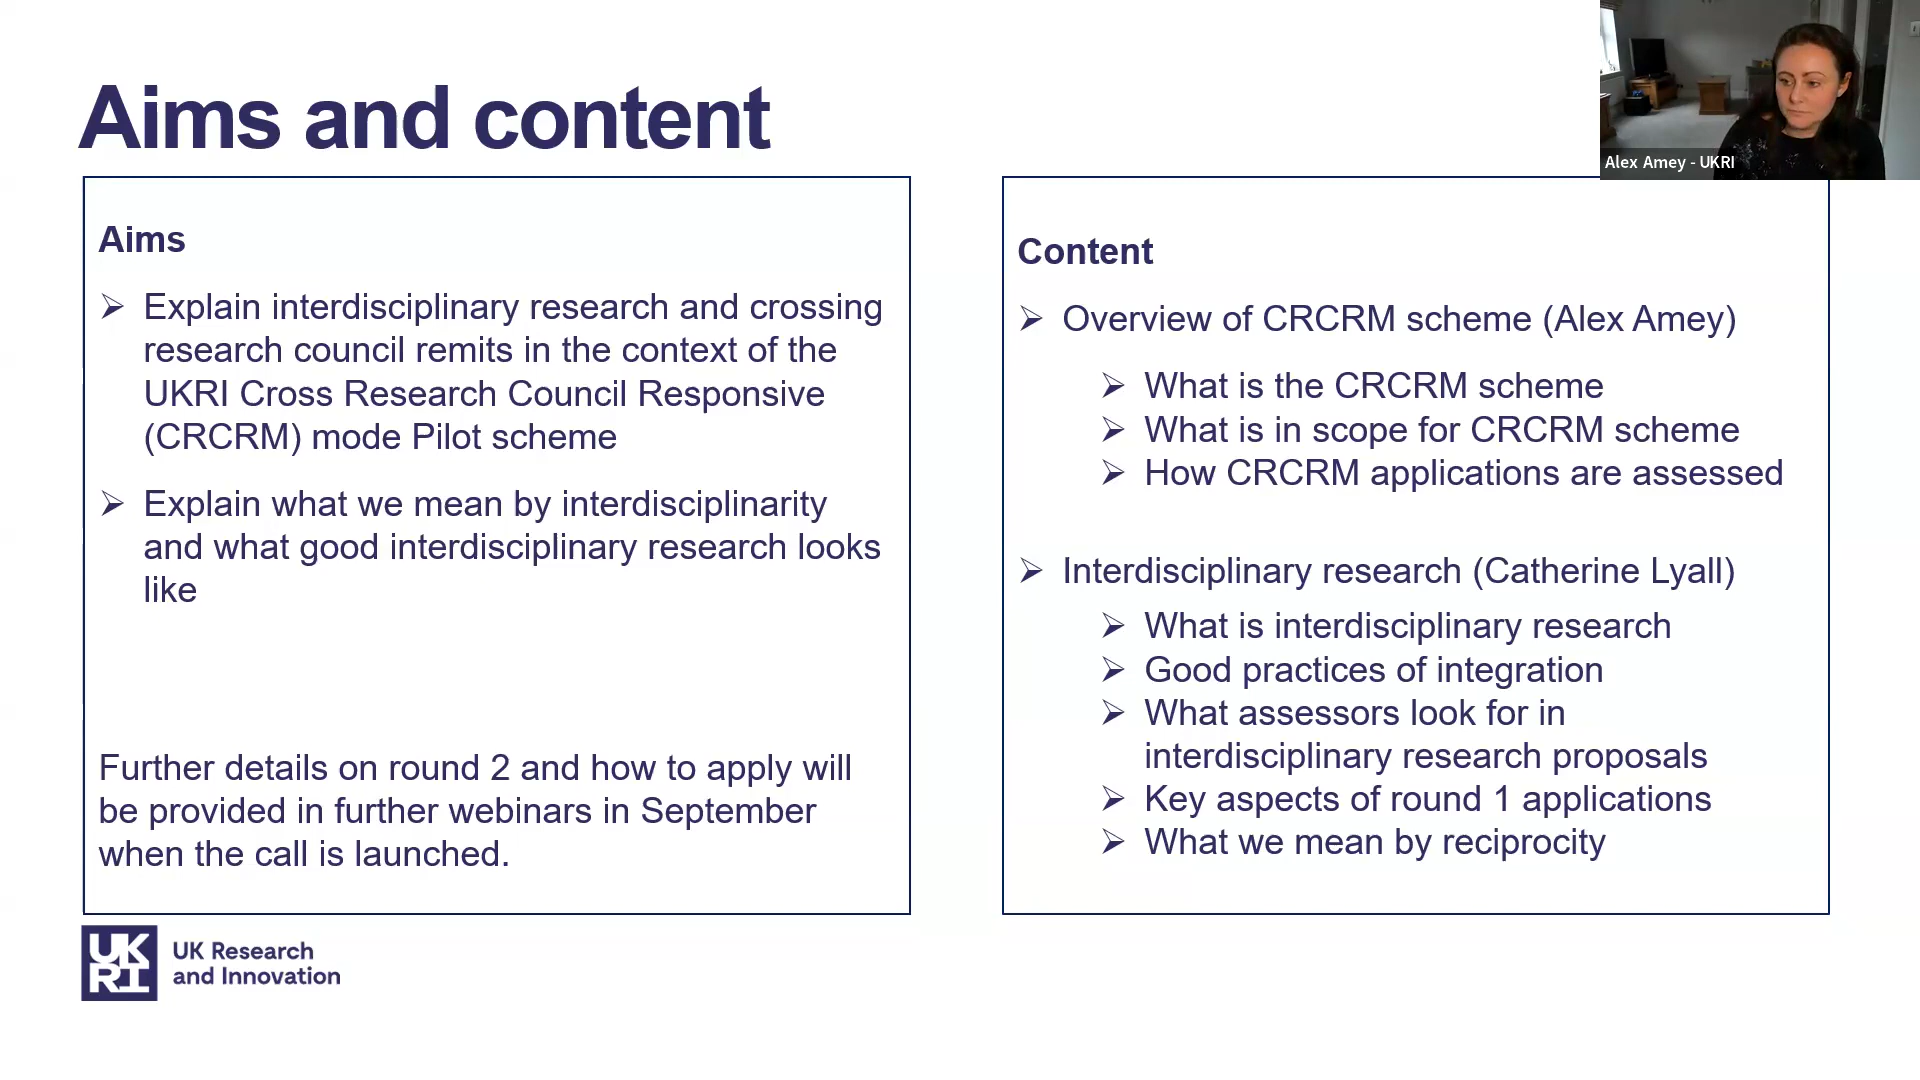 Aims and content
Alex Amey - UKRI
Aims
➢ Explain interdisciplinary research and crossing
research council remits in the context of the
UKRI Cross Research Council Responsive
(CRCRM) mode Pilot scheme
➢ Explain what we mean by interdisciplinarity
and what good interdisciplinary research looks
like
Further details on round 2 and how to apply will
be provided in further webinars in September
when the call is launched.
Content
➢ Overview of CRCRM scheme (Alex Amey)
➢ What is the CRCRM scheme
➢ What is in scope for CRCRM scheme
➢ How CRCRM applications are assessed
➢ Interdisciplinary research (Catherine Lyall)
➢ What is interdisciplinary research
➢ Good practices of integration
➢ What assessors look for in
interdisciplinary research proposals
➢ Key aspects of round 1 applications
➢ What we mean by reciprocity
UK
RI
UK Research
and Innovation